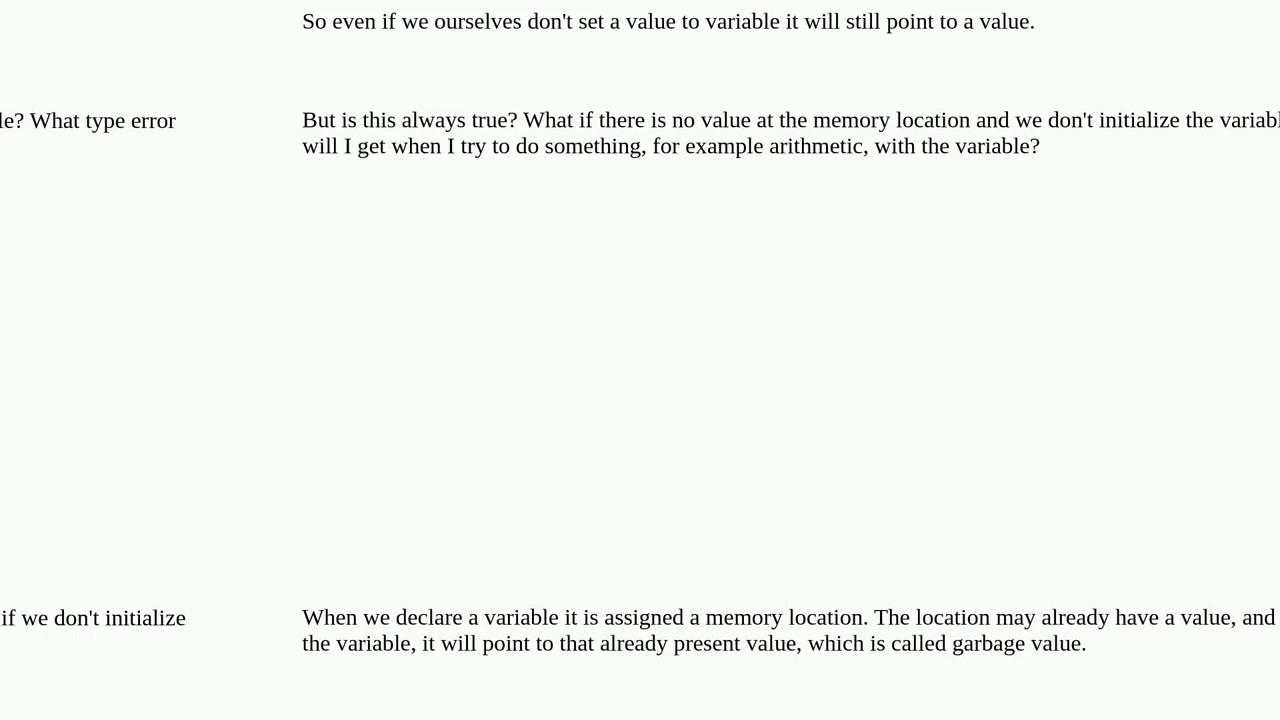 So even if we ourselves don't set a value to variable it will still point to a value.
le? What type error
But is this always true? What if there is no value at the memory location and we don't initialize the variabl
will I get when I try to do something, for example arithmetic, with the variable?
if we don't initialize
When we declare a variable it is assigned a memory location. The location may already have a value, and
the variable, it will point to that already present value, which is called garbage value.